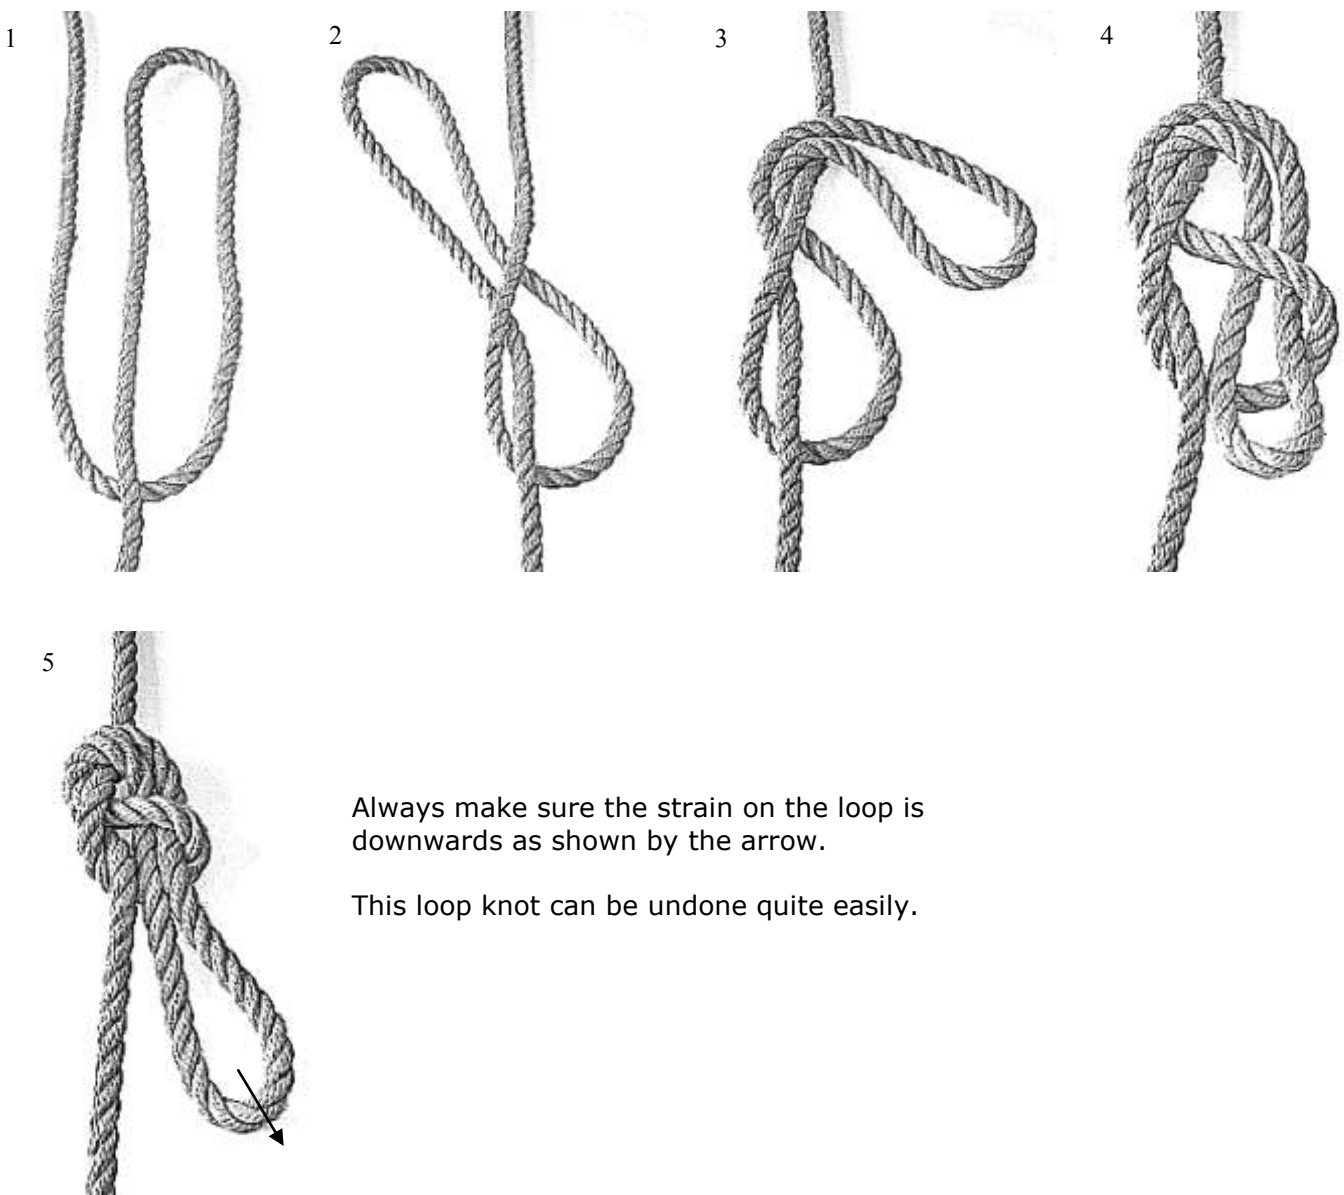 1
2
3
4
5
Always make sure the strain on the loop is
downwards as shown by the arrow.
This loop knot can be undone quite easily.